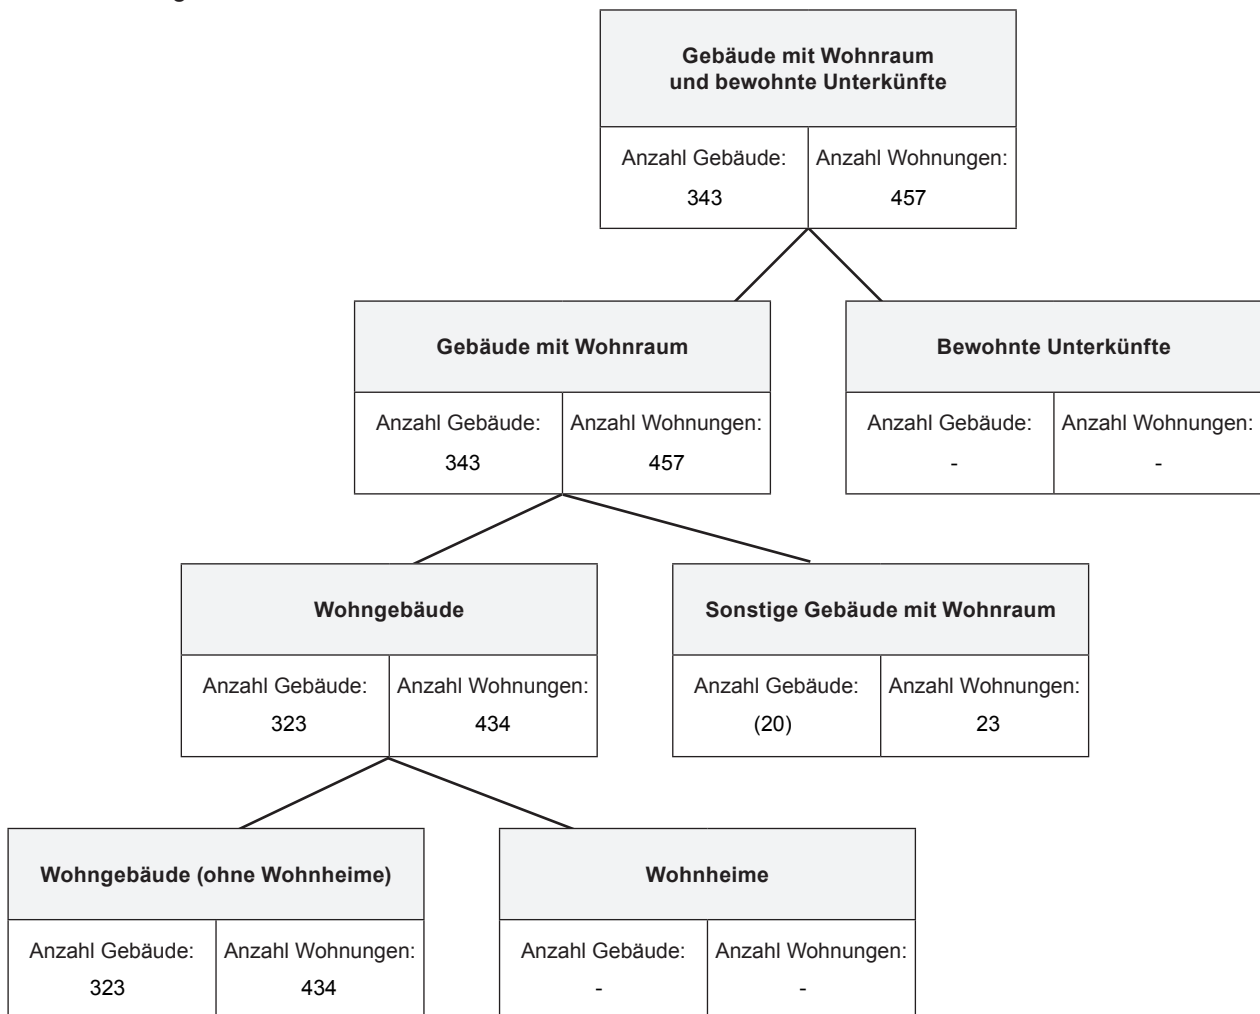 Gebäude mit Wohnraum
und bewohnte Unterkünfte
Anzahl Gebäude: Anzahl Wohnungen:
343 457
Gebäude mit Wohnraum
Anzahl Gebäude: Anzahl Wohnungen:
343 457
Bewohnte Unterkünfte
Anzahl Gebäude: Anzahl Wohnungen:
- -
Wohngebäude
Anzahl Gebäude: Anzahl Wohnungen:
323 434
Sonstige Gebäude mit Wohnraum
Anzahl Gebäude: Anzahl Wohnungen:
(20) 23
Wohngebäude (ohne Wohnheime)
Anzahl Gebäude: Anzahl Wohnungen:
323 434
Wohnheime
Anzahl Gebäude: Anzahl Wohnungen:
- -